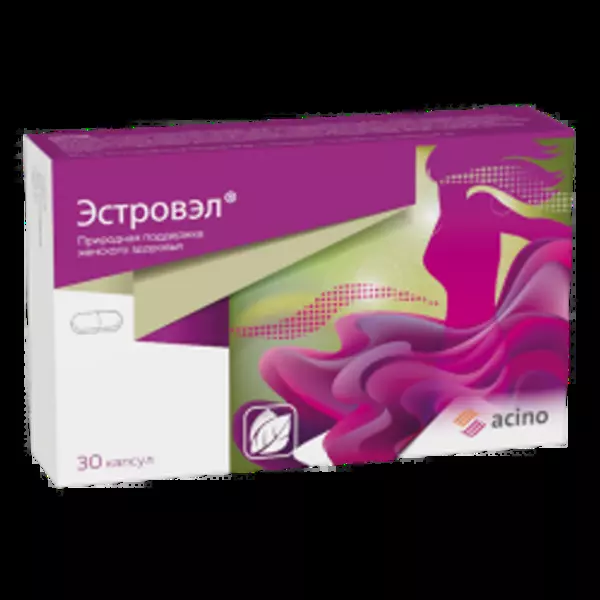 Эстровэл®
Природная поддержка
женского здоровья
acino
30 капсул